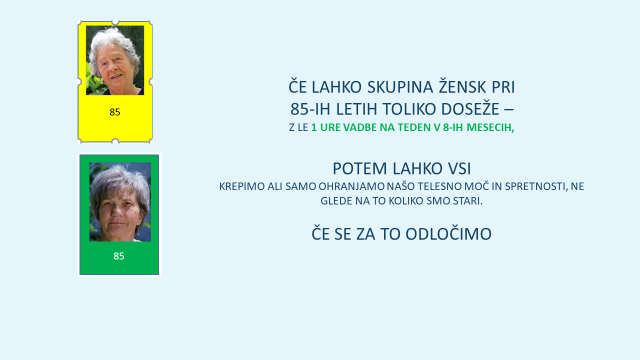 85
85
ČE LAHKO SKUPINA ŽENSK PRI
85-IH LETIH TOLIKO DOSEŽE –
Z LE 1 URE VADBE NA TEDEN V 8-IH MESECIH,
POTEM LAHKO VSI
KREPIMO ALI SAMO OHRANJAMO NAŠO TELESNO MOČ IN SPRETNOSTI, NE
GLEDE NA TO KOLIKO SMO STARI.
ČE SE ZA TO ODLOČIMO